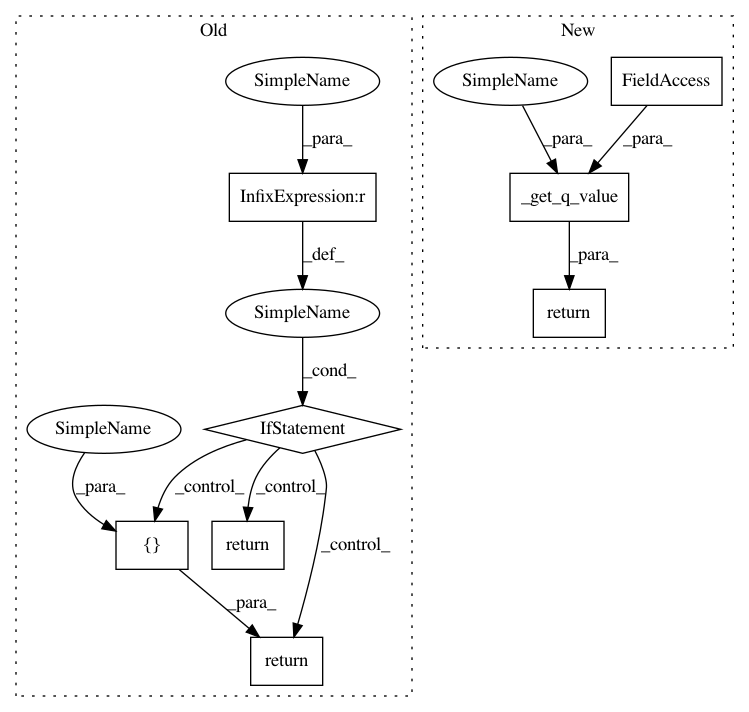 Old
New
SimpleName
SimpleName
FieldAccess
_para_
_para_
_para_
InfixExpression:r
_get_q_value
_def_
_para_
SimpleName
return
_cond_
SimpleName
IfStatement
_para_
_control_
_control_
_control_
{}
return
_para_
return